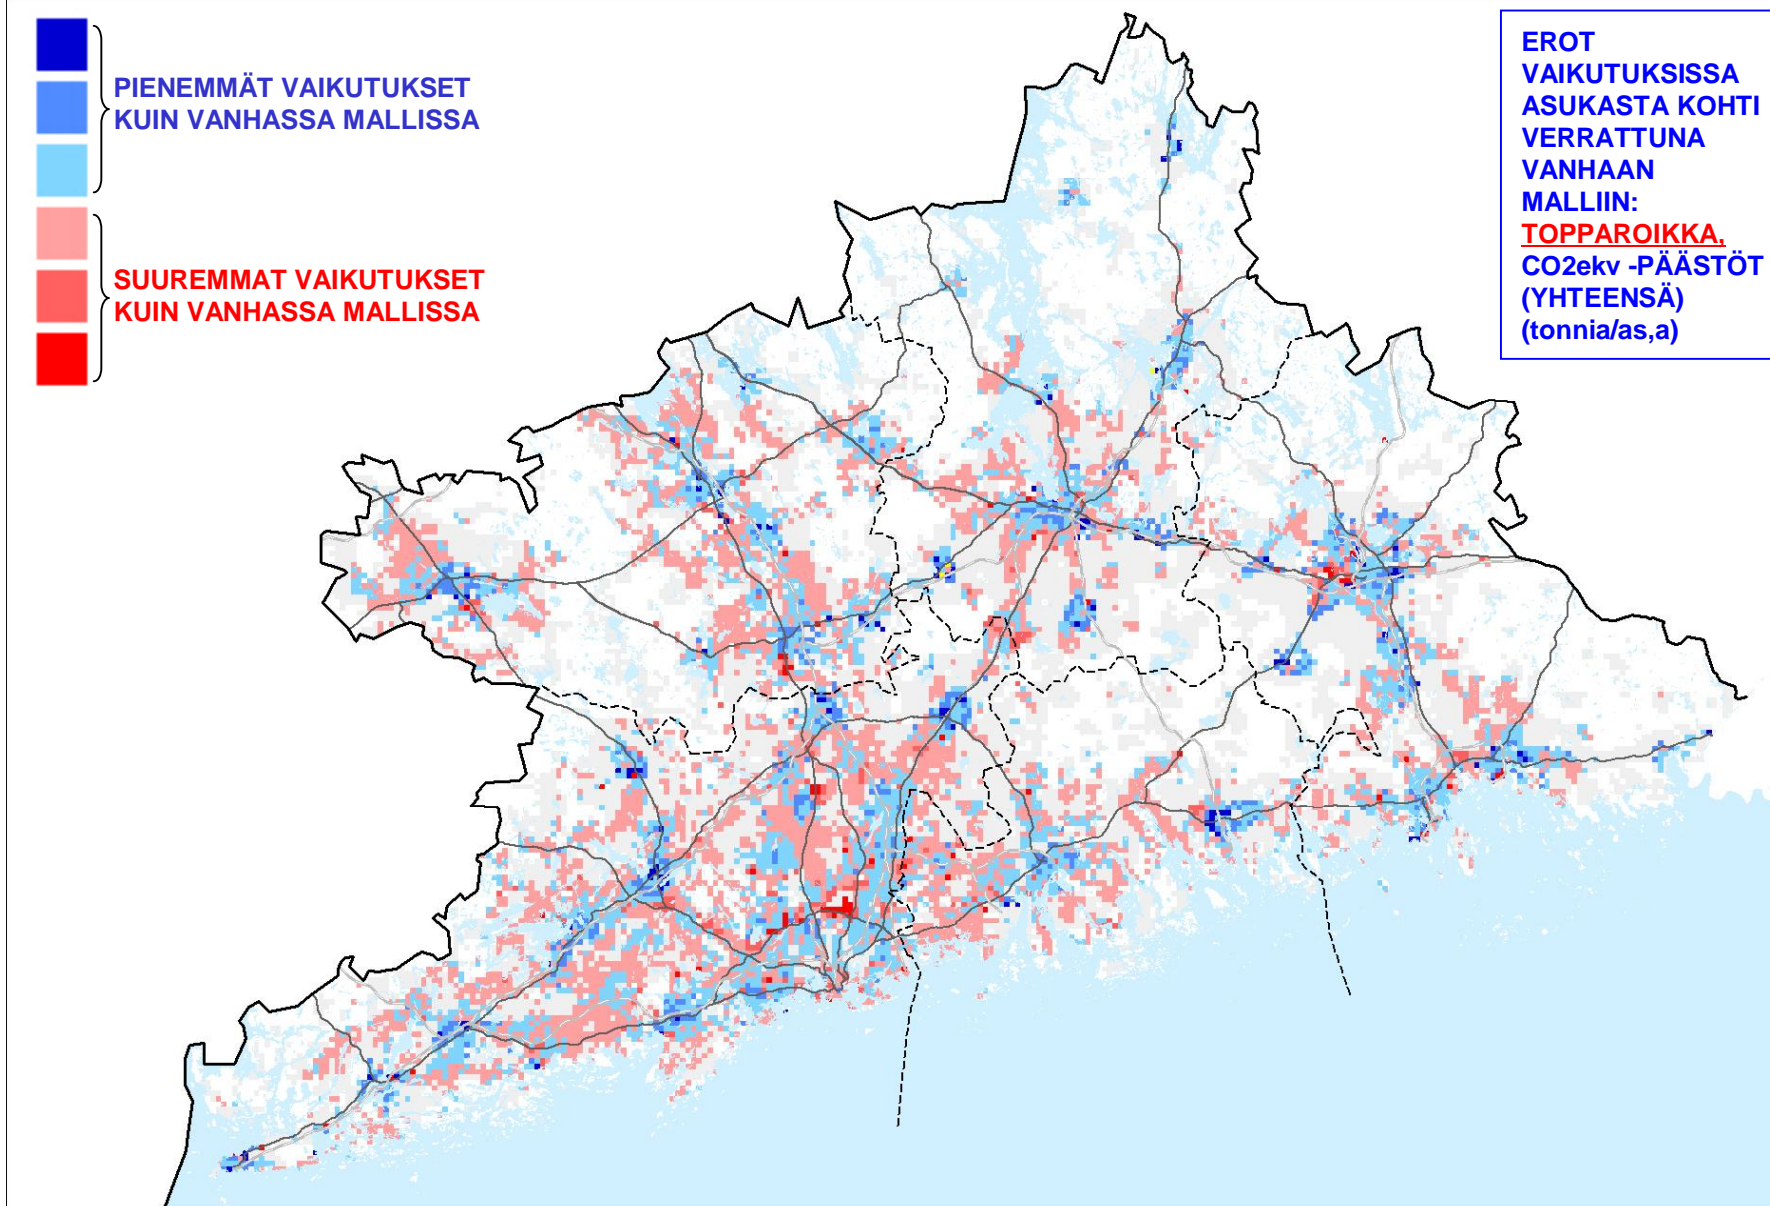 PIENEMMÄT VAIKUTUKSET
KUIN VANHASSA MALLISSA
SUUREMMAT VAIKUTUKSET
KUIN VANHASSA MALLISSA
EROT
VAIKUTUKSISSA
ASUKASTA KOHTI
VERRATTUNA
VANHAAN
MALLIIN:
TOPPAROIKKA,
CO2ekv -PÄÄSTÖT
(YHTEENSÄ)
(tonnia/as,a)